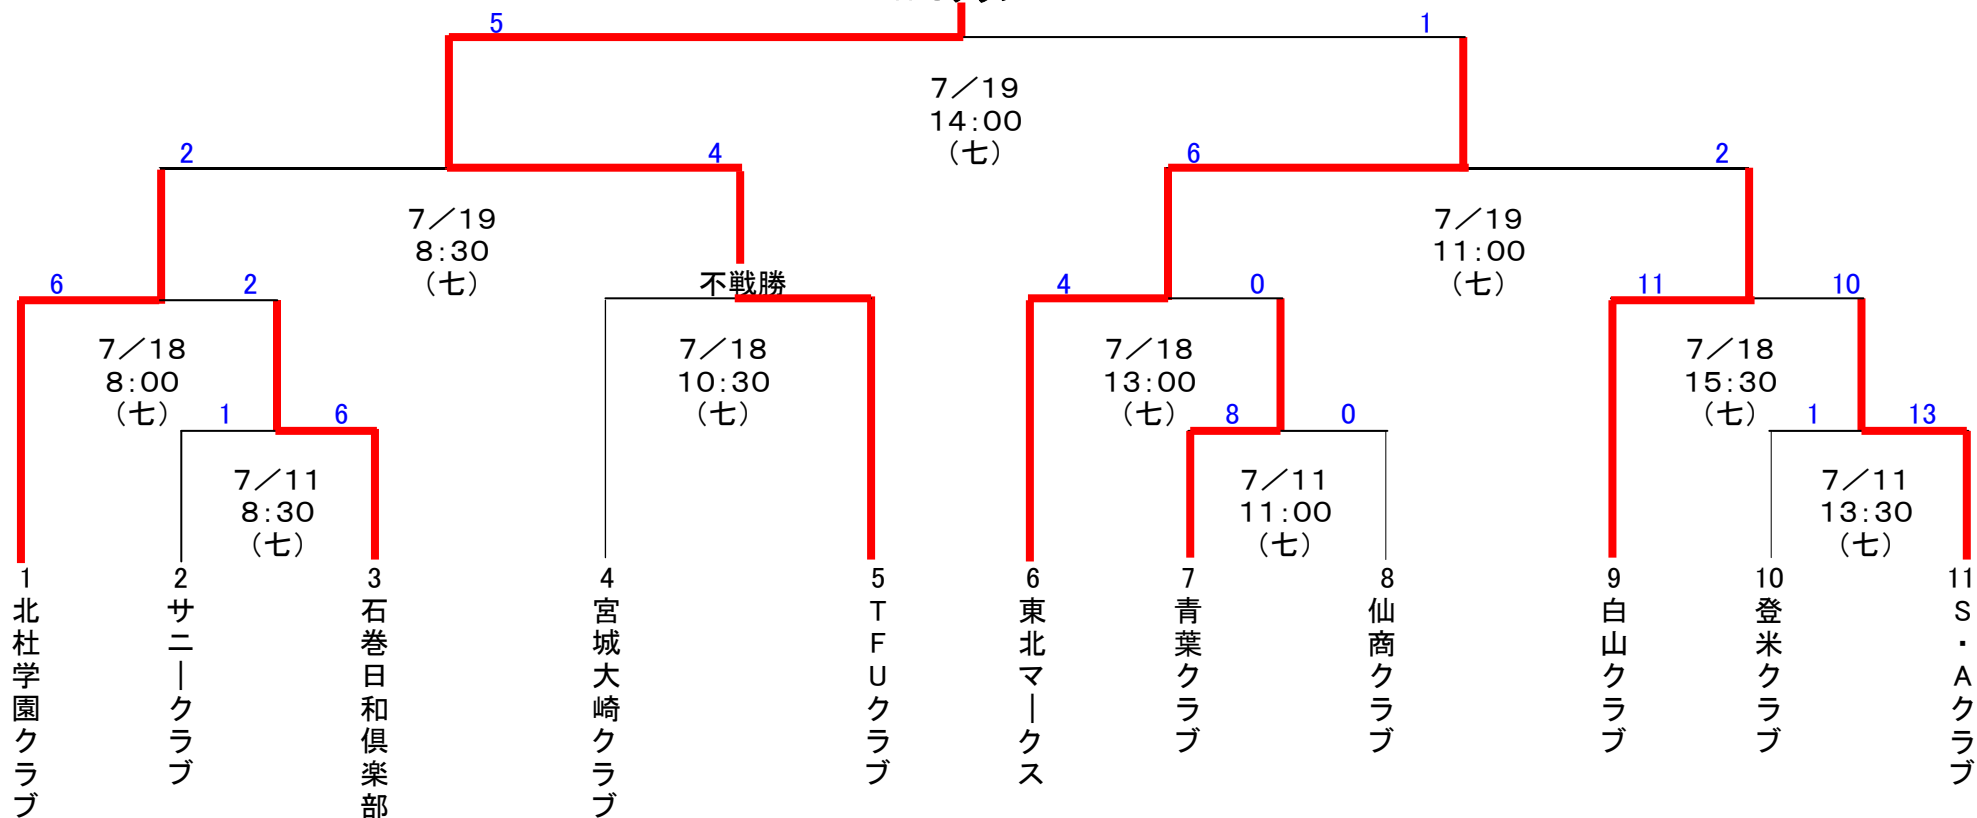 5
1
7／19
14:00
（七）
2
4
6
2
7／19
8:30
（七）
7／19
11:00
（七）
6
2
不戦勝
4
0
11
10
7／18
8:00
（七）
7／18
10:30
（七）
7／18
13:00
（七）
7／18
15:30
（七）
1
6
8
0
1
13
7／11
8:30
（七）
7／11
11:00
（七）
7／11
13:30
（七）
1
北杜学園クラブ
2
サニークラブ
3
石巻日和倶楽部
4
宮城大崎クラブ
5
TFUクラブ
6
東北マークス
7
青葉クラブ
8
仙商クラブ
9
白山クラブ
10
登米クラブ
11
S・Aクラブ